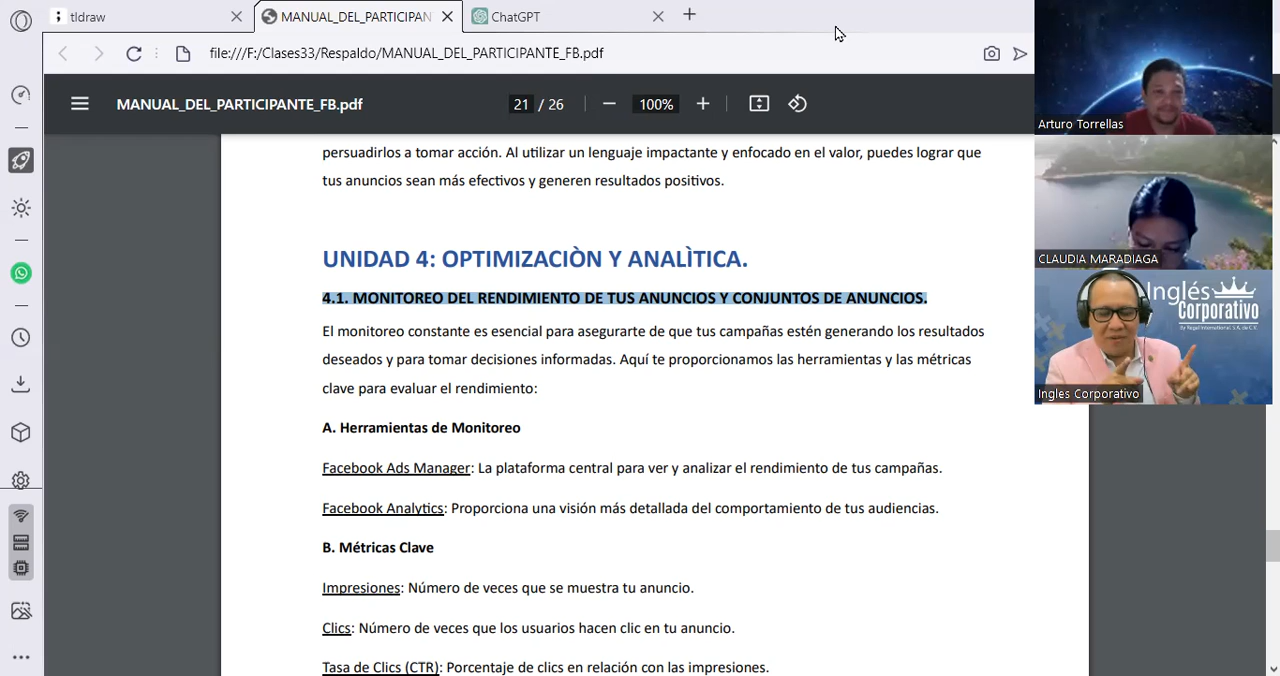 tldraw
MANUAL_DEL_PARTICIPAN
ChatGPT
file:///F:/Clases33/Respaldo/MANUAL_DEL_PARTICIPANTE_FB.pdf
MANUAL_DEL_PARTICIPANTE_FB.pdf
21 / 26
100%
persuadirlos a tomar acción. Al utilizar un lenguaje impactante y enfocado en el valor, puedes lograr que
tus anuncios sean más efectivos y generen resultados positivos.
UNIDAD 4: OPTIMIZACIÒN Y ANALÌTICA.
4.1. MONITOREO DEL RENDIMIENTO DE TUS ANUNCIOS Y CONJUNTOS DE ANUNCIOS.
El monitoreo constante es esencial para asegurarte de que tus campañas estén generando los resultados
deseados y para tomar decisiones informadas. Aquí te proporcionamos las herramientas y las métricas
clave para evaluar el rendimiento:
A. Herramientas de Monitoreo
Facebook Ads Manager: La plataforma central para ver y analizar el rendimiento de tus campañas.
Facebook Analytics: Proporciona una visión más detallada del comportamiento de tus audiencias.
B. Métricas Clave
Impresiones: Número de veces que se muestra tu anuncio.
Clics: Número de veces que los usuarios hacen clic en tu anuncio.
Tasa de Clics (CTR): Porcentaje de clics en relación con las impresiones.
Arturo Torrellas
CLAUDIA MARADIAGA
Inglés
Corporativo
By Regal International, S.A. de C.V.
Ingles Corporativo